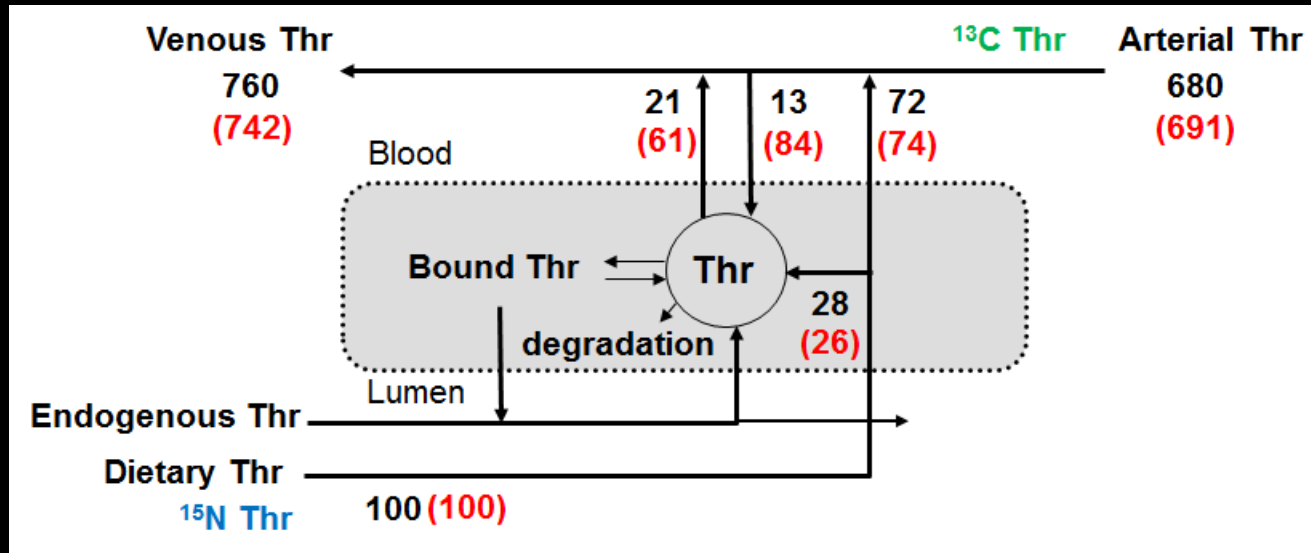 Venous Thr
760
(742)
¹³C Thr
Arterial Thr
680
(691)
21
(61)
13
(84)
72
(74)
Blood
Bound Thr
Thr
28
(26)
degradation
Lumen
Endogenous Thr
Dietary Thr
¹⁵N Thr
100 (100)